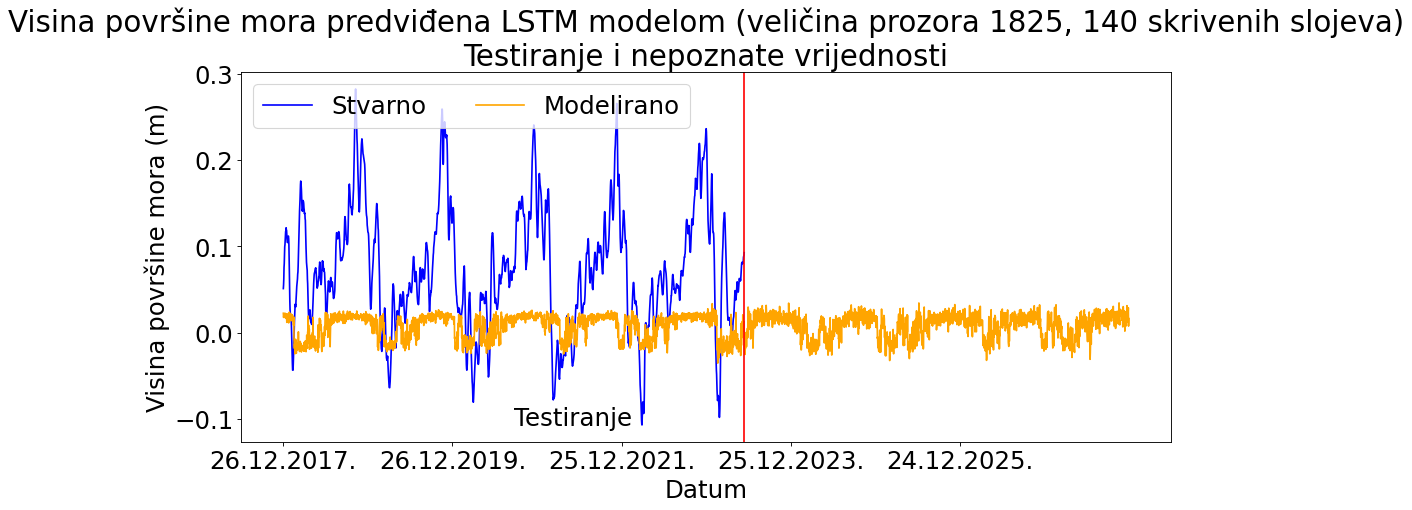 Visina površine mora predviđena LSTM modelom (veličina prozora 1825, 140 skrivenih slojeva)
Testiranje i nepoznate vrijednosti
Stvarno Modelirano
Visina površine mora (m)
0.3
0.2
0.1
0.0
−0.1
Testiranje
26.12.2017. 26.12.2019. 25.12.2021. 25.12.2023. 24.12.2025.
Datum